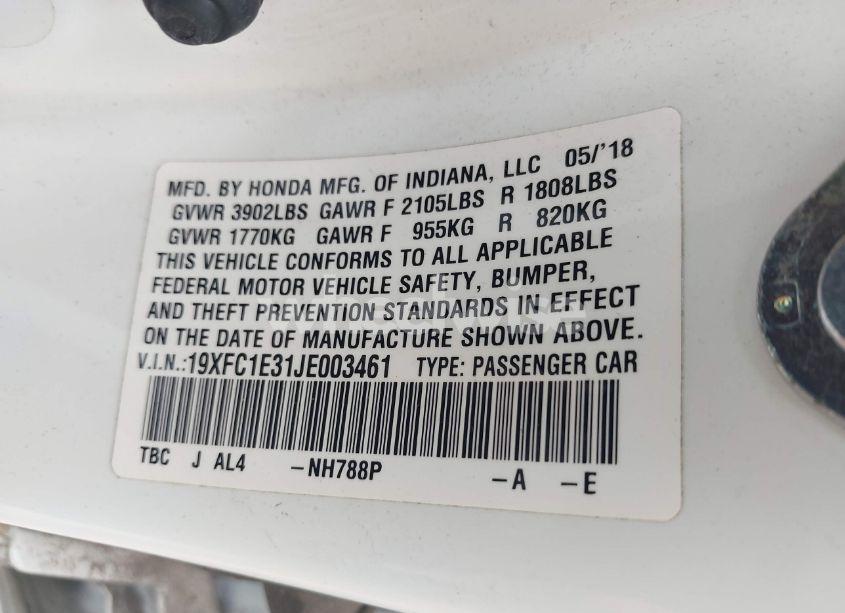 MFD. BY HONDA MFG. OF INDIANA, LLC 05/'18
GVWR 3902LBS GAWR F 2105LBS R 1808LBS
GVWR 1770KG GAWR F 955KG R 820KG
THIS VEHICLE CONFORMS TO ALL APPLICABLE
FEDERAL MOTOR VEHICLE SAFETY, BUMPER,
AND THEFT PREVENTION STANDARDS IN EFFECT
ON THE DATE OF MANUFACTURE SHOWN ABOVE.
V.I.N.:19XFC1E31JE003461 TYPE: PASSENGER CAR
TBC J AL4 -NH788P -A -E